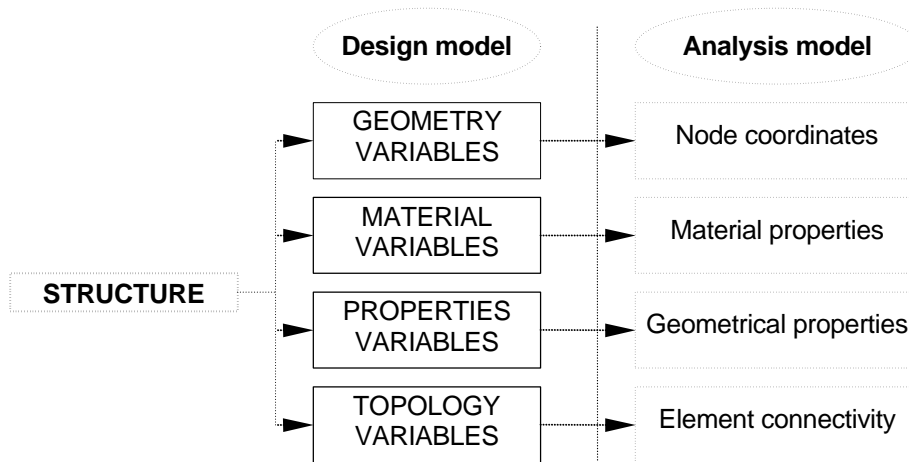 Design model
Analysis model
GEOMETRY
VARIABLES
Node coordinates
MATERIAL
VARIABLES
Material properties
STRUCTURE
PROPERTIES
VARIABLES
Geometrical properties
TOPOLOGY
VARIABLES
Element connectivity